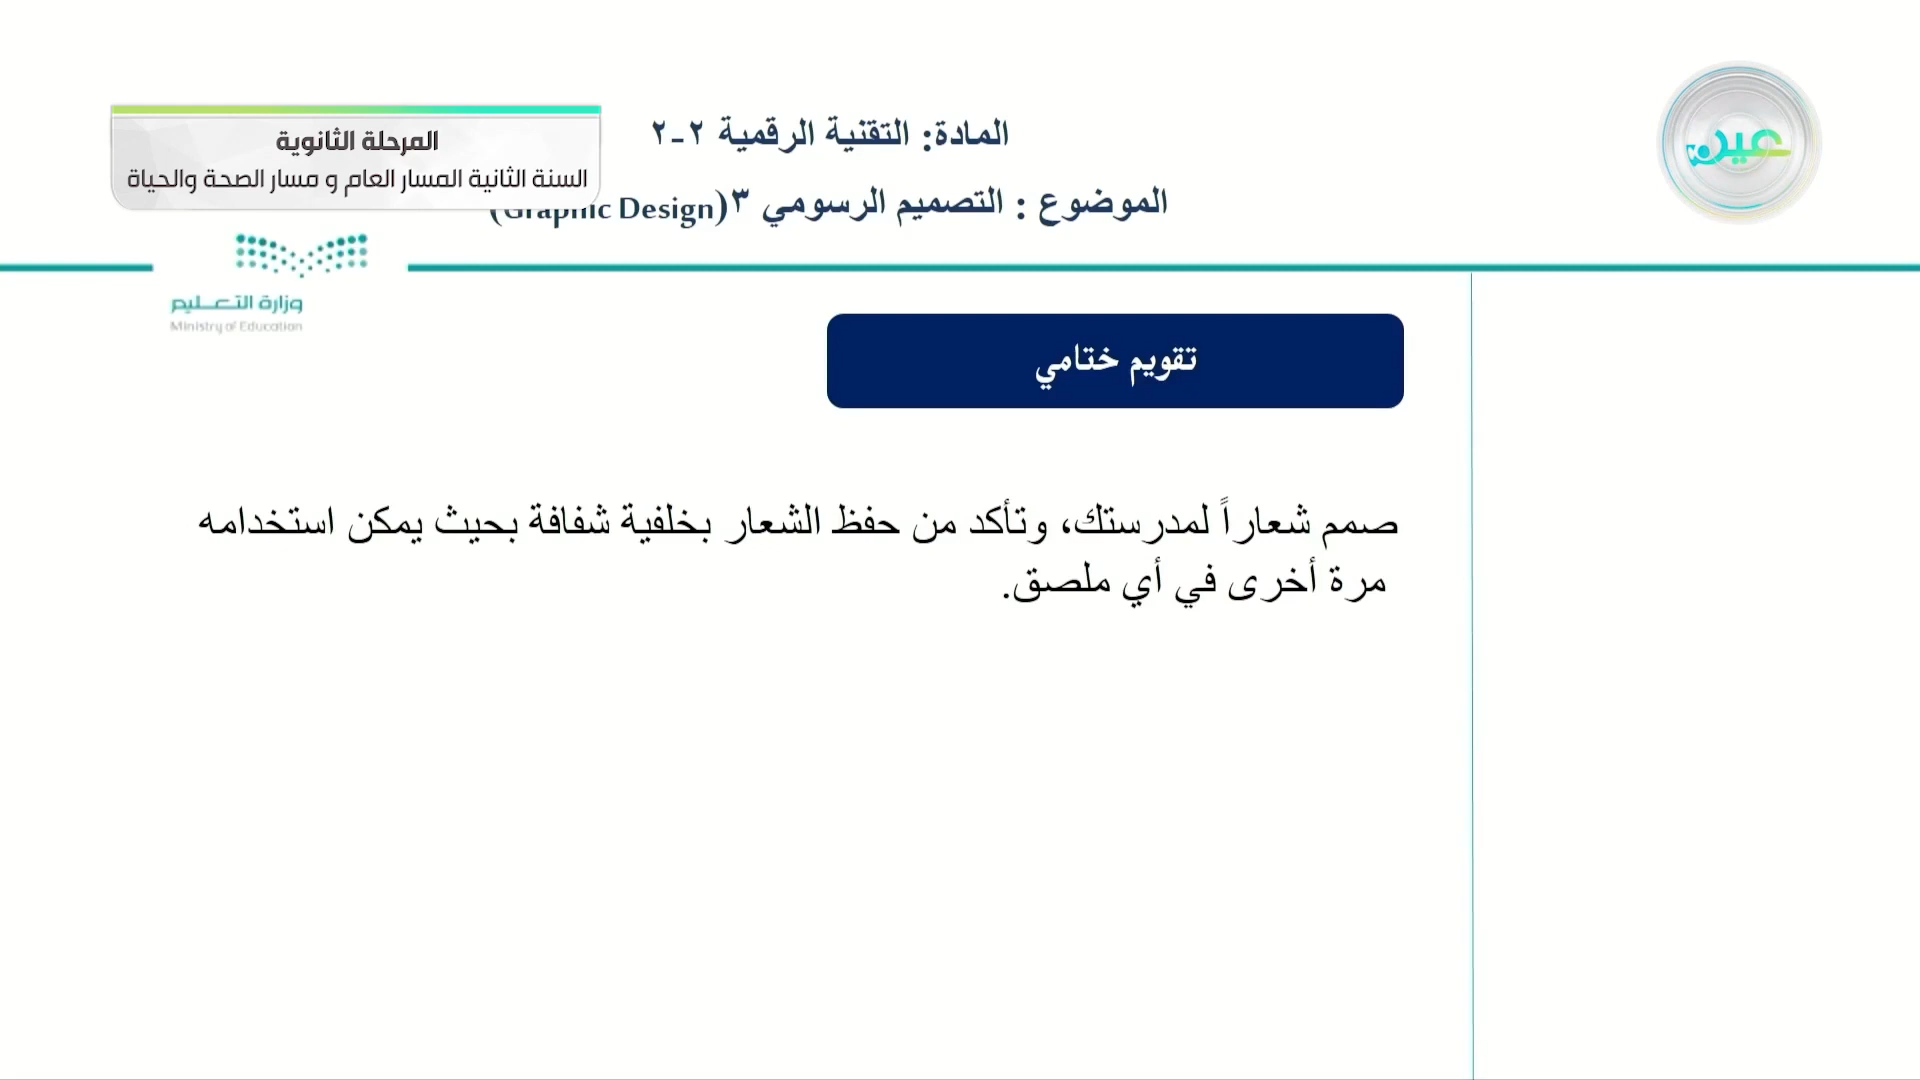 المادة: التقنية الرقمية ٢-٢
المرحلة الثانوية
السنة الثانية المسار العام و مسار الصحة والحياة
الموضوع : التصميم الرسومي ٣(Graphic Design)
عين
وزارة التعليم
Ministry of Education
تقويم ختامي
صمم شعاراً لمدرستك، وتأكد من حفظ الشعار بخلفية شفافة بحيث يمكن استخدامه
مرة أخرى في أي ملصق.